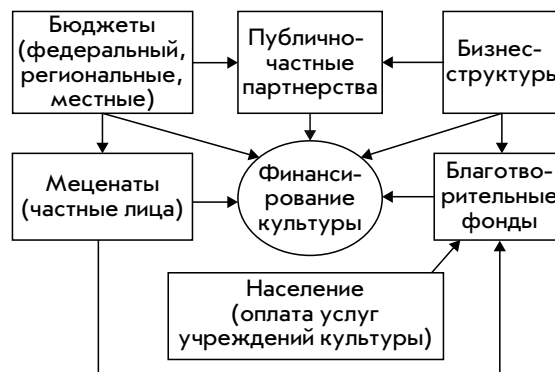 Бюджеты
(федеральный,
региональные,
местные)
Публично-
частные
партнерства
Бизнес-
структуры
Меценаты
(частные лица)
Финанси-
рование
культуры
Благотво-
рительные
фонды
Население
(оплата услуг
учреждений культуры)